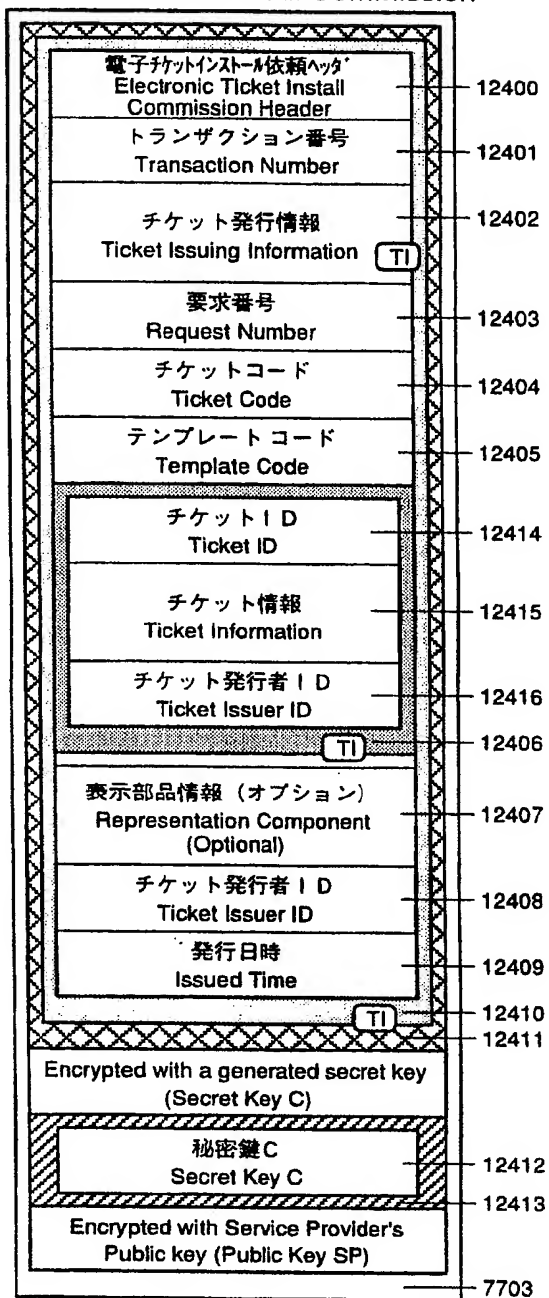 電子チケットインストール依頼ヘッダ
Electronic Ticket Install
Commission Header
12400
トランザクション番号
Transaction Number
12401
チケット発行情報
Ticket Issuing Information
TI
12402
要求番号
Request Number
12403
チケットコード
Ticket Code
12404
テンプレートコード
Template Code
12405
チケットID
Ticket ID
12414
チケット情報
Ticket Information
12415
チケット発行者ID
Ticket Issuer ID
12416
TI
12406
表示部品情報（オプション）
Representation Component
(Optional)
12407
チケット発行者ID
Ticket Issuer ID
12408
発行日時
Issued Time
12409
TI
12410
12411
Encrypted with a generated secret key
(Secret Key C)
秘密鍵C
Secret Key C
12412
12413
Encrypted with Service Provider's
Public key (Public Key SP)
7703